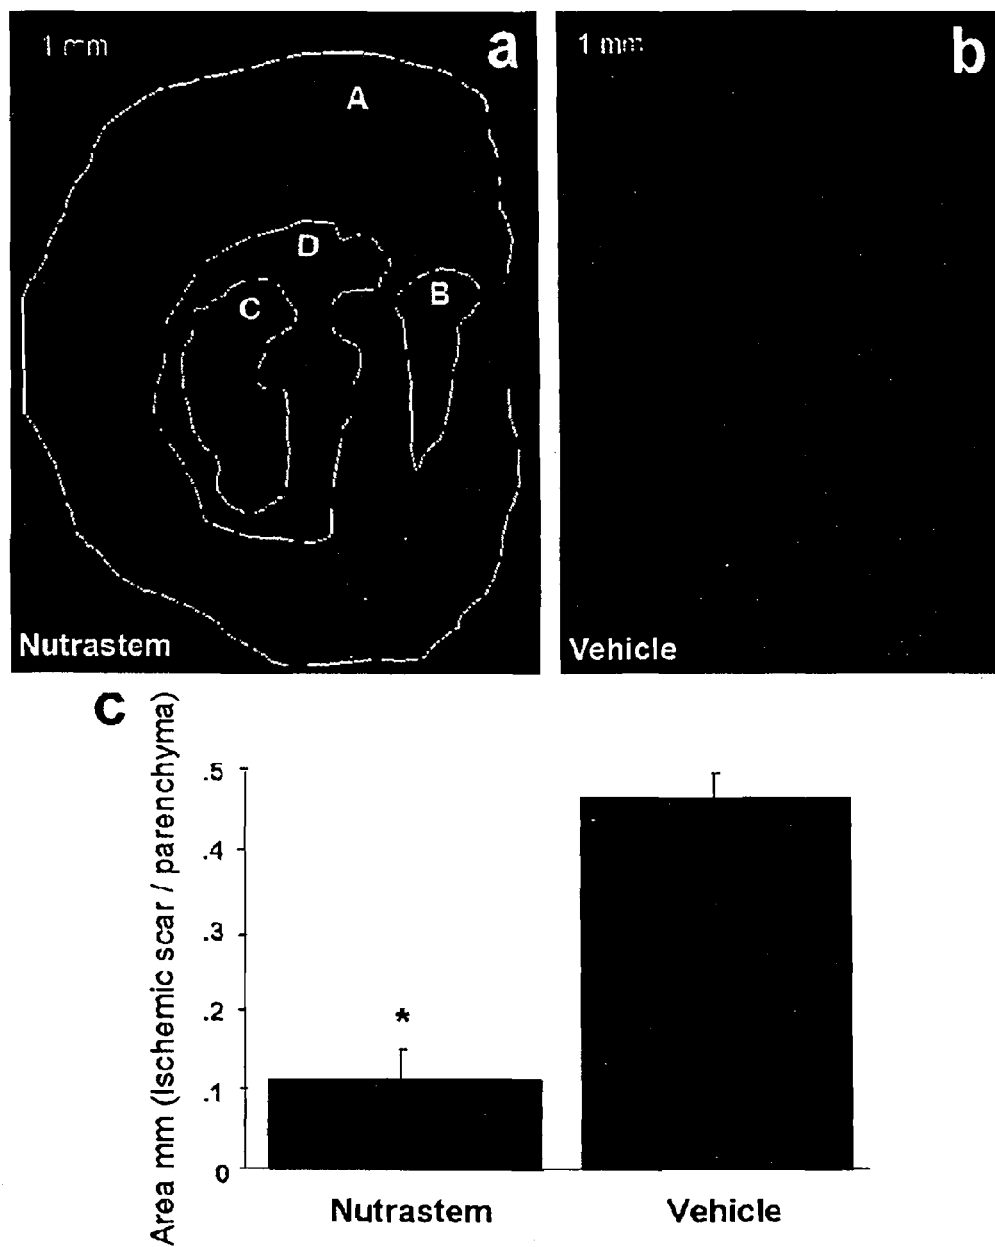 1 mm
a
A
D
C
B
Nutrastem
1 mm
b
Vehicle
c
Area mm (Ischemic scar / parenchyma)
.5
.4
.3
.2
.1
0
*
Nutrastem
Vehicle